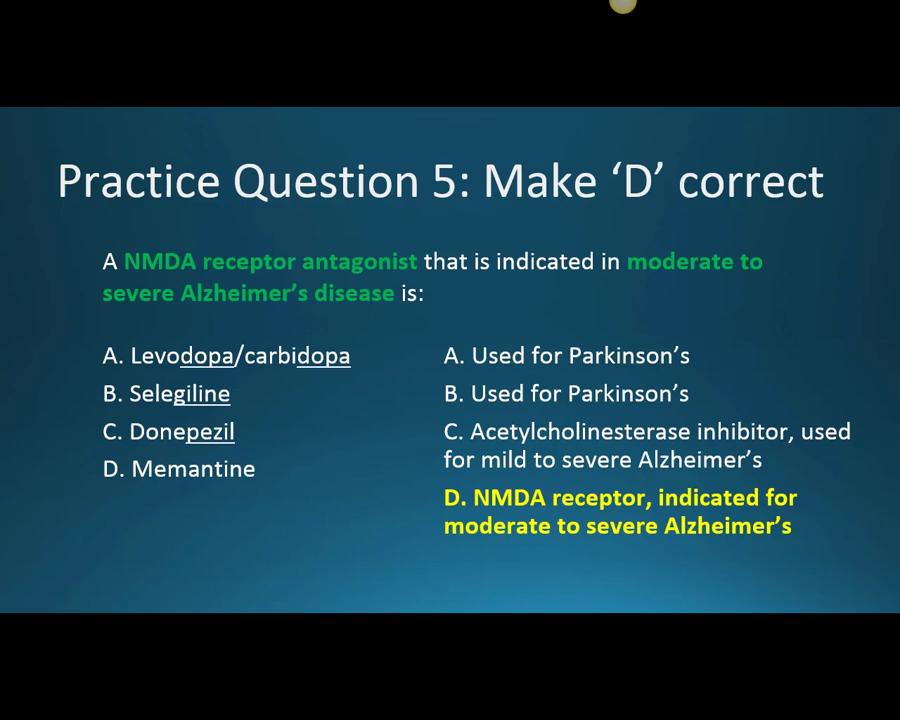 Practice Question 5: Make ‘D’ correct
A NMDA receptor antagonist that is indicated in moderate to
severe Alzheimer’s disease is:
A. Levodopa/carbidopa
B. Selegiline
C. Donepezil
D. Memantine
A. Used for Parkinson’s
B. Used for Parkinson’s
C. Acetylcholinesterase inhibitor, used
for mild to severe Alzheimer’s
D. NMDA receptor, indicated for
moderate to severe Alzheimer’s